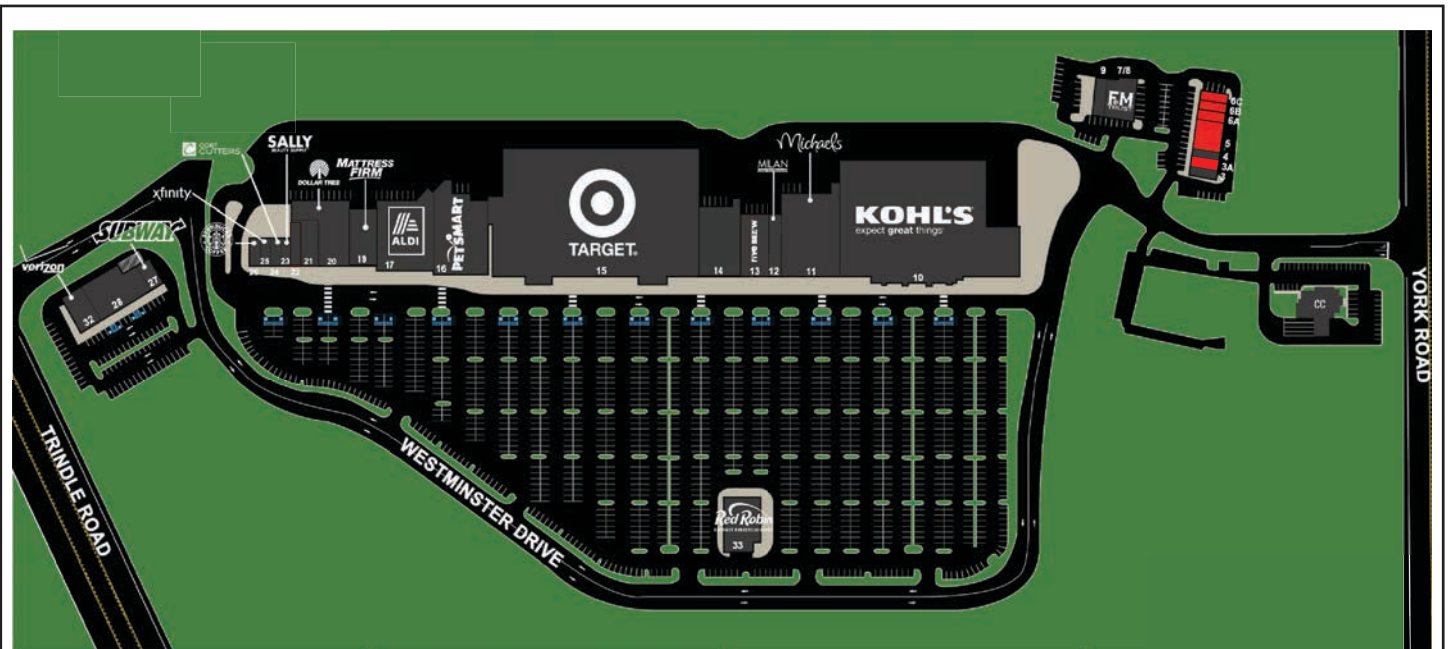 9 7/8
F&M
TRUST
6C
6B
6A
5
4
3A
3
SALLY
BEAUTY SUPPLY
COST
CUTTERS
DOLLAR TREE
MATTRESS
FIRM
Michaels
MILAN
xfinity
SUBWAY
verizon
ALDI
PETSMART
TARGET
FIVE BELOW
KOHL'S
expect great things
26
25
24
23
22
21
20
19
17
16
15
14
13
12
11
10
27
28
32
CC
YORK ROAD
TRINDLE ROAD
WESTMINSTER DRIVE
Red Robin
33